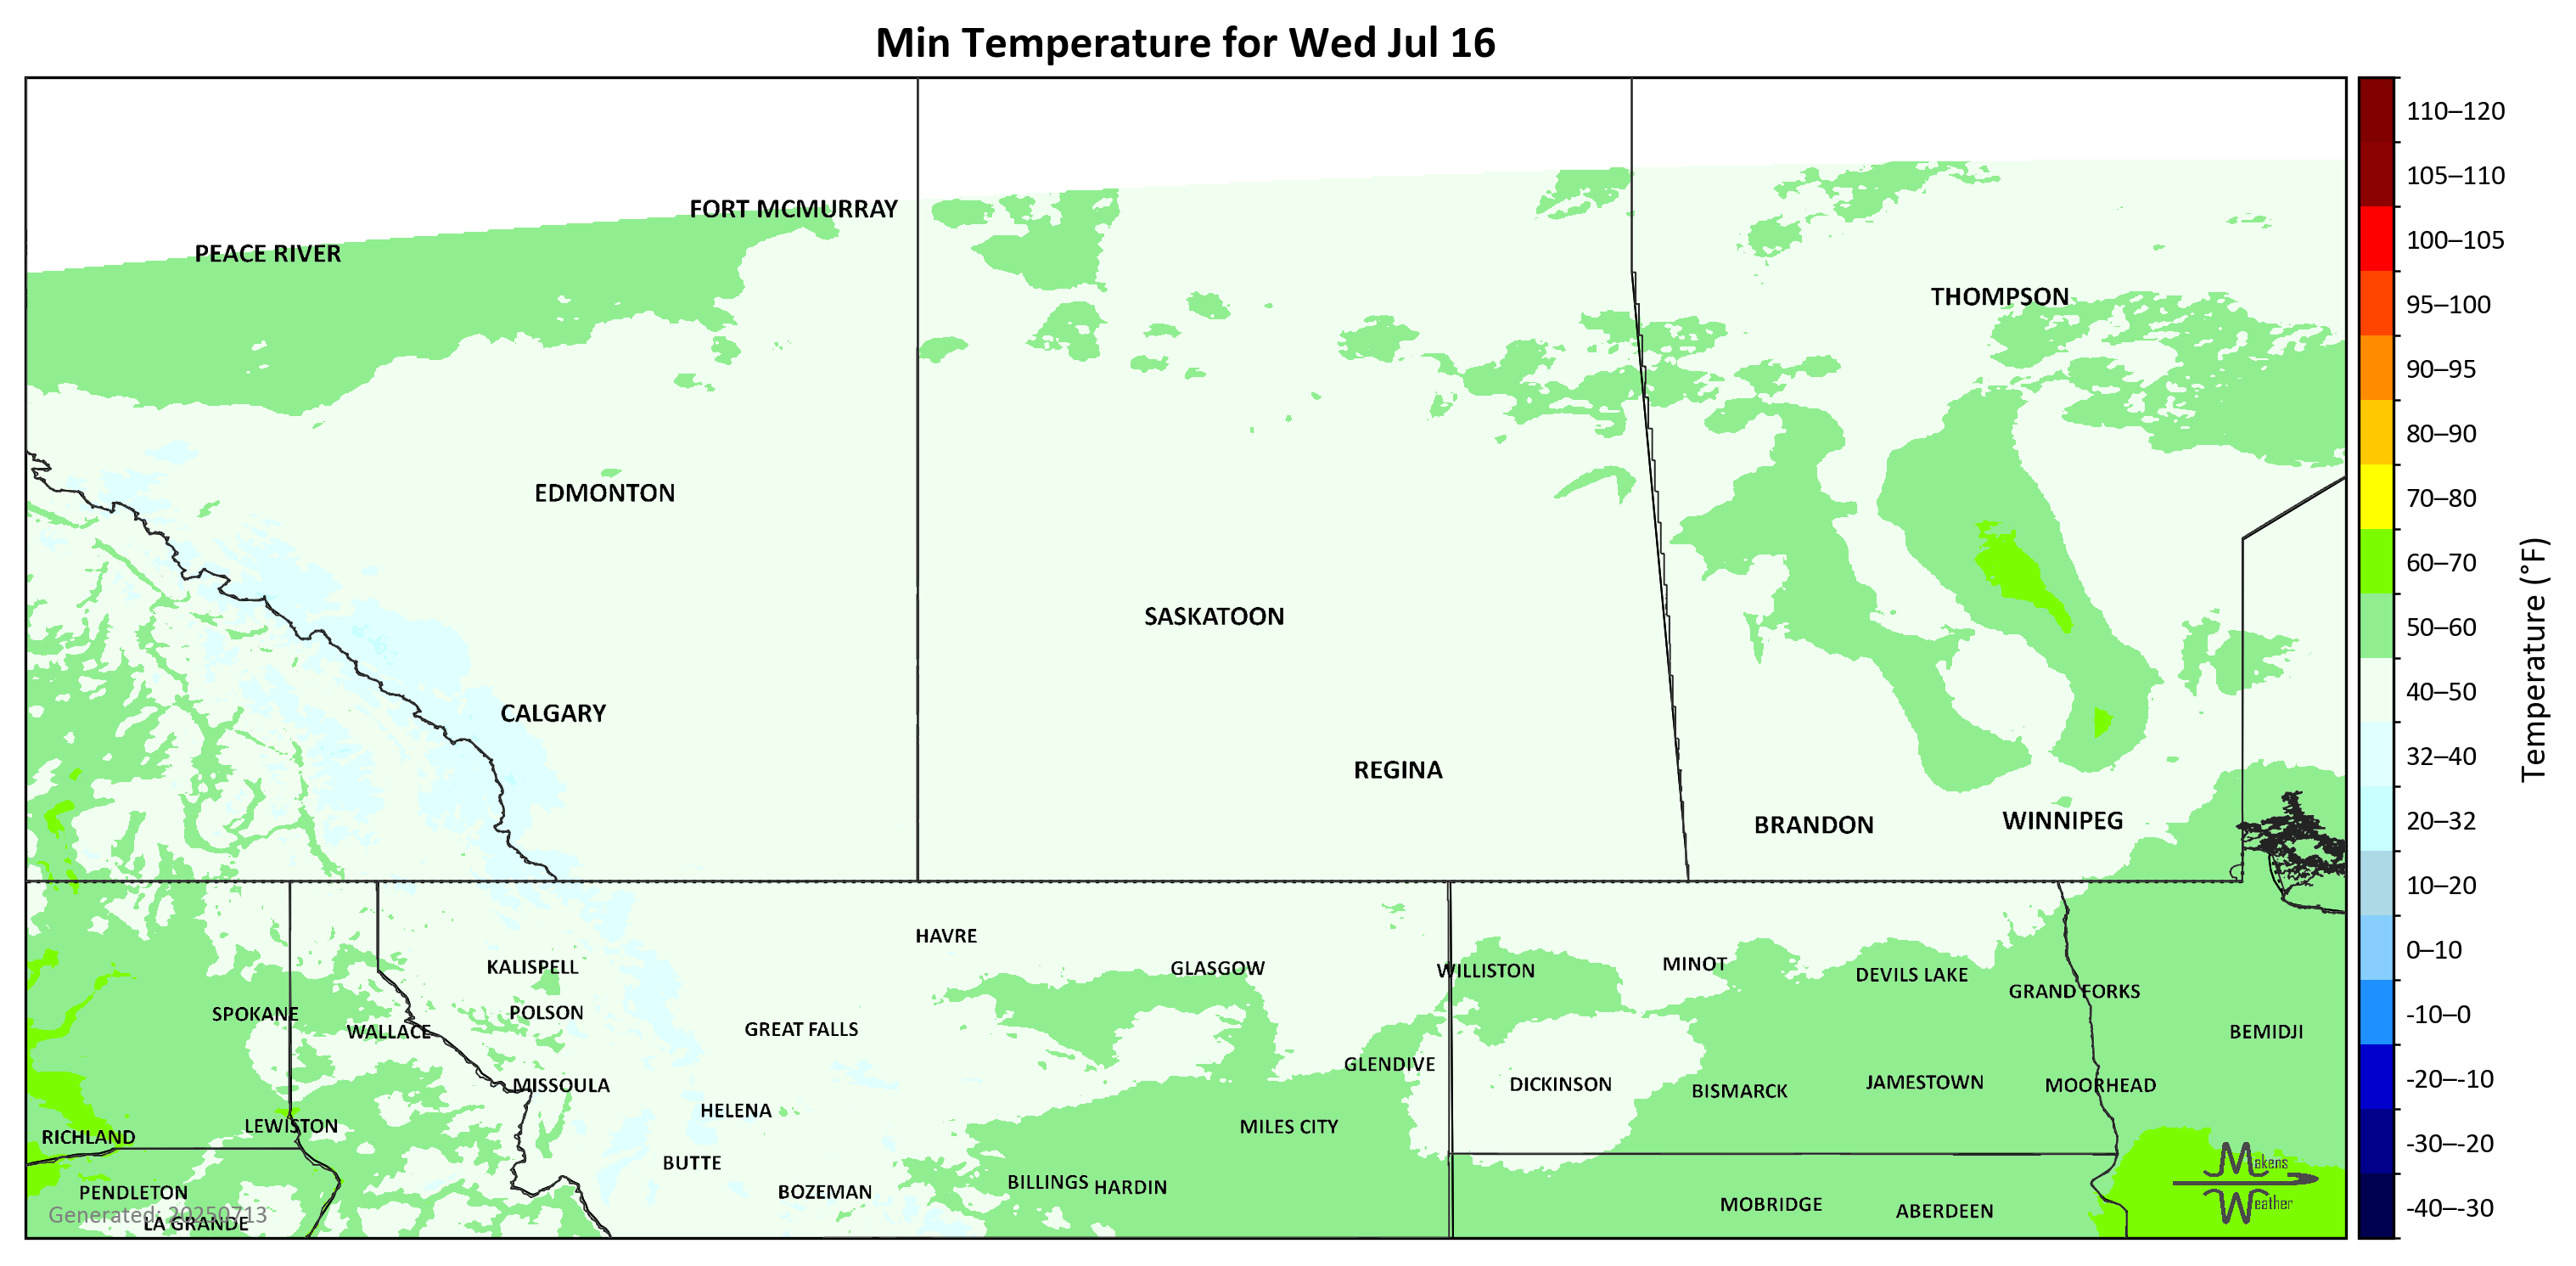 Min Temperature for Wed Jul 16
FORT MCMURRAY
PEACE RIVER
THOMPSON
EDMONTON
SASKATOON
CALGARY
REGINA
BRANDON
WINNIPEG
HAVRE
KALISPELL
GLASGOW
WILLISTON
MINOT
DEVILS LAKE
GRAND FORKS
SPOKANE
POLSON
WALLACE
GREAT FALLS
BEMIDJI
GLENDIVE
MISSOULA
DICKINSON
BISMARCK
JAMESTOWN
MOORHEAD
HELENA
LEWISTON
MILES CITY
RICHLAND
BUTTE
BILLINGS
HARDIN
PENDLETON
BOZEMAN
MOBRIDGE
ABERDEEN
LA GRANDE
Generated: 20250713
Makens
Weather
110–120
105–110
100–105
95–100
90–95
80–90
70–80
60–70
50–60
40–50
32–40
20–32
10–20
0–10
-10–0
-20–-10
-30–-20
-40–-30
Temperature (°F)